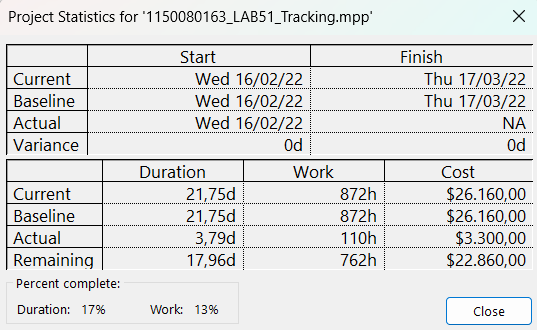 Project Statistics for '1150080163_LAB51_Tracking.mpp'
Start Finish
Current Wed 16/02/22 Thu 17/03/22
Baseline Wed 16/02/22 Thu 17/03/22
Actual Wed 16/02/22 NA
Variance 0d 0d
Duration Work Cost
Current 21,75d 872h $26.160,00
Baseline 21,75d 872h $26.160,00
Actual 3,79d 110h $3.300,00
Remaining 17,96d 762h $22.860,00
Percent complete:
Duration: 17% Work: 13%
Close